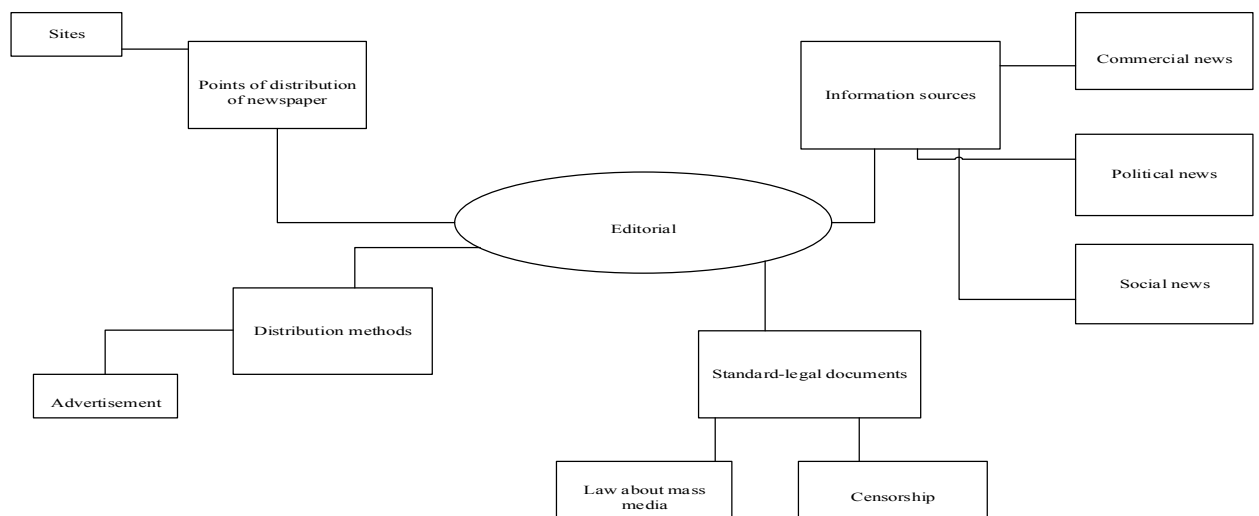 Sites
Points of distribution
of newspaper
Information sources
Commercial news
Political news
Editorial
Social news
Distribution methods
Standard-legal documents
Advertisement
Law about mass
media
Censorship